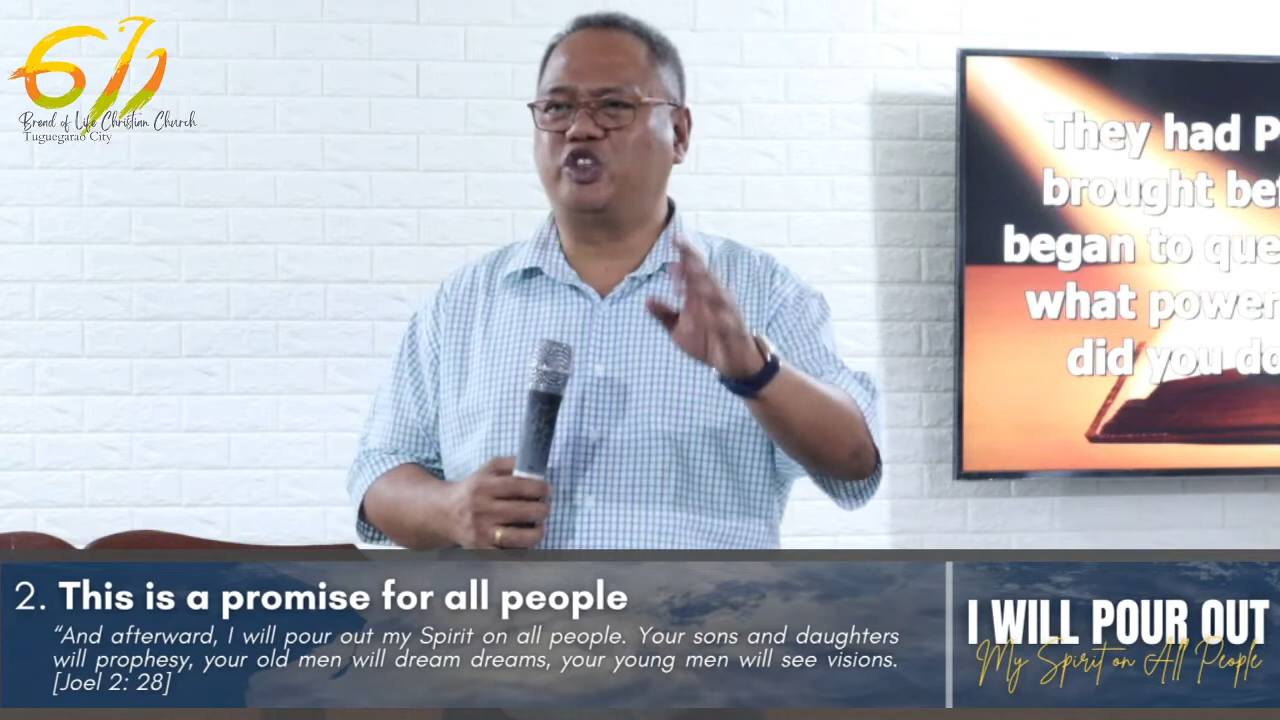 611
Bread of Life Christian Church
Tuguegarao City
They had P
brought bef
began to que
what power
did you do
2. This is a promise for all people
“And afterward, I will pour out my Spirit on all people. Your sons and daughters
will prophesy, your old men will dream dreams, your young men will see visions.
[Joel 2: 28]
I WILL POUR OUT
My Spirit on All People